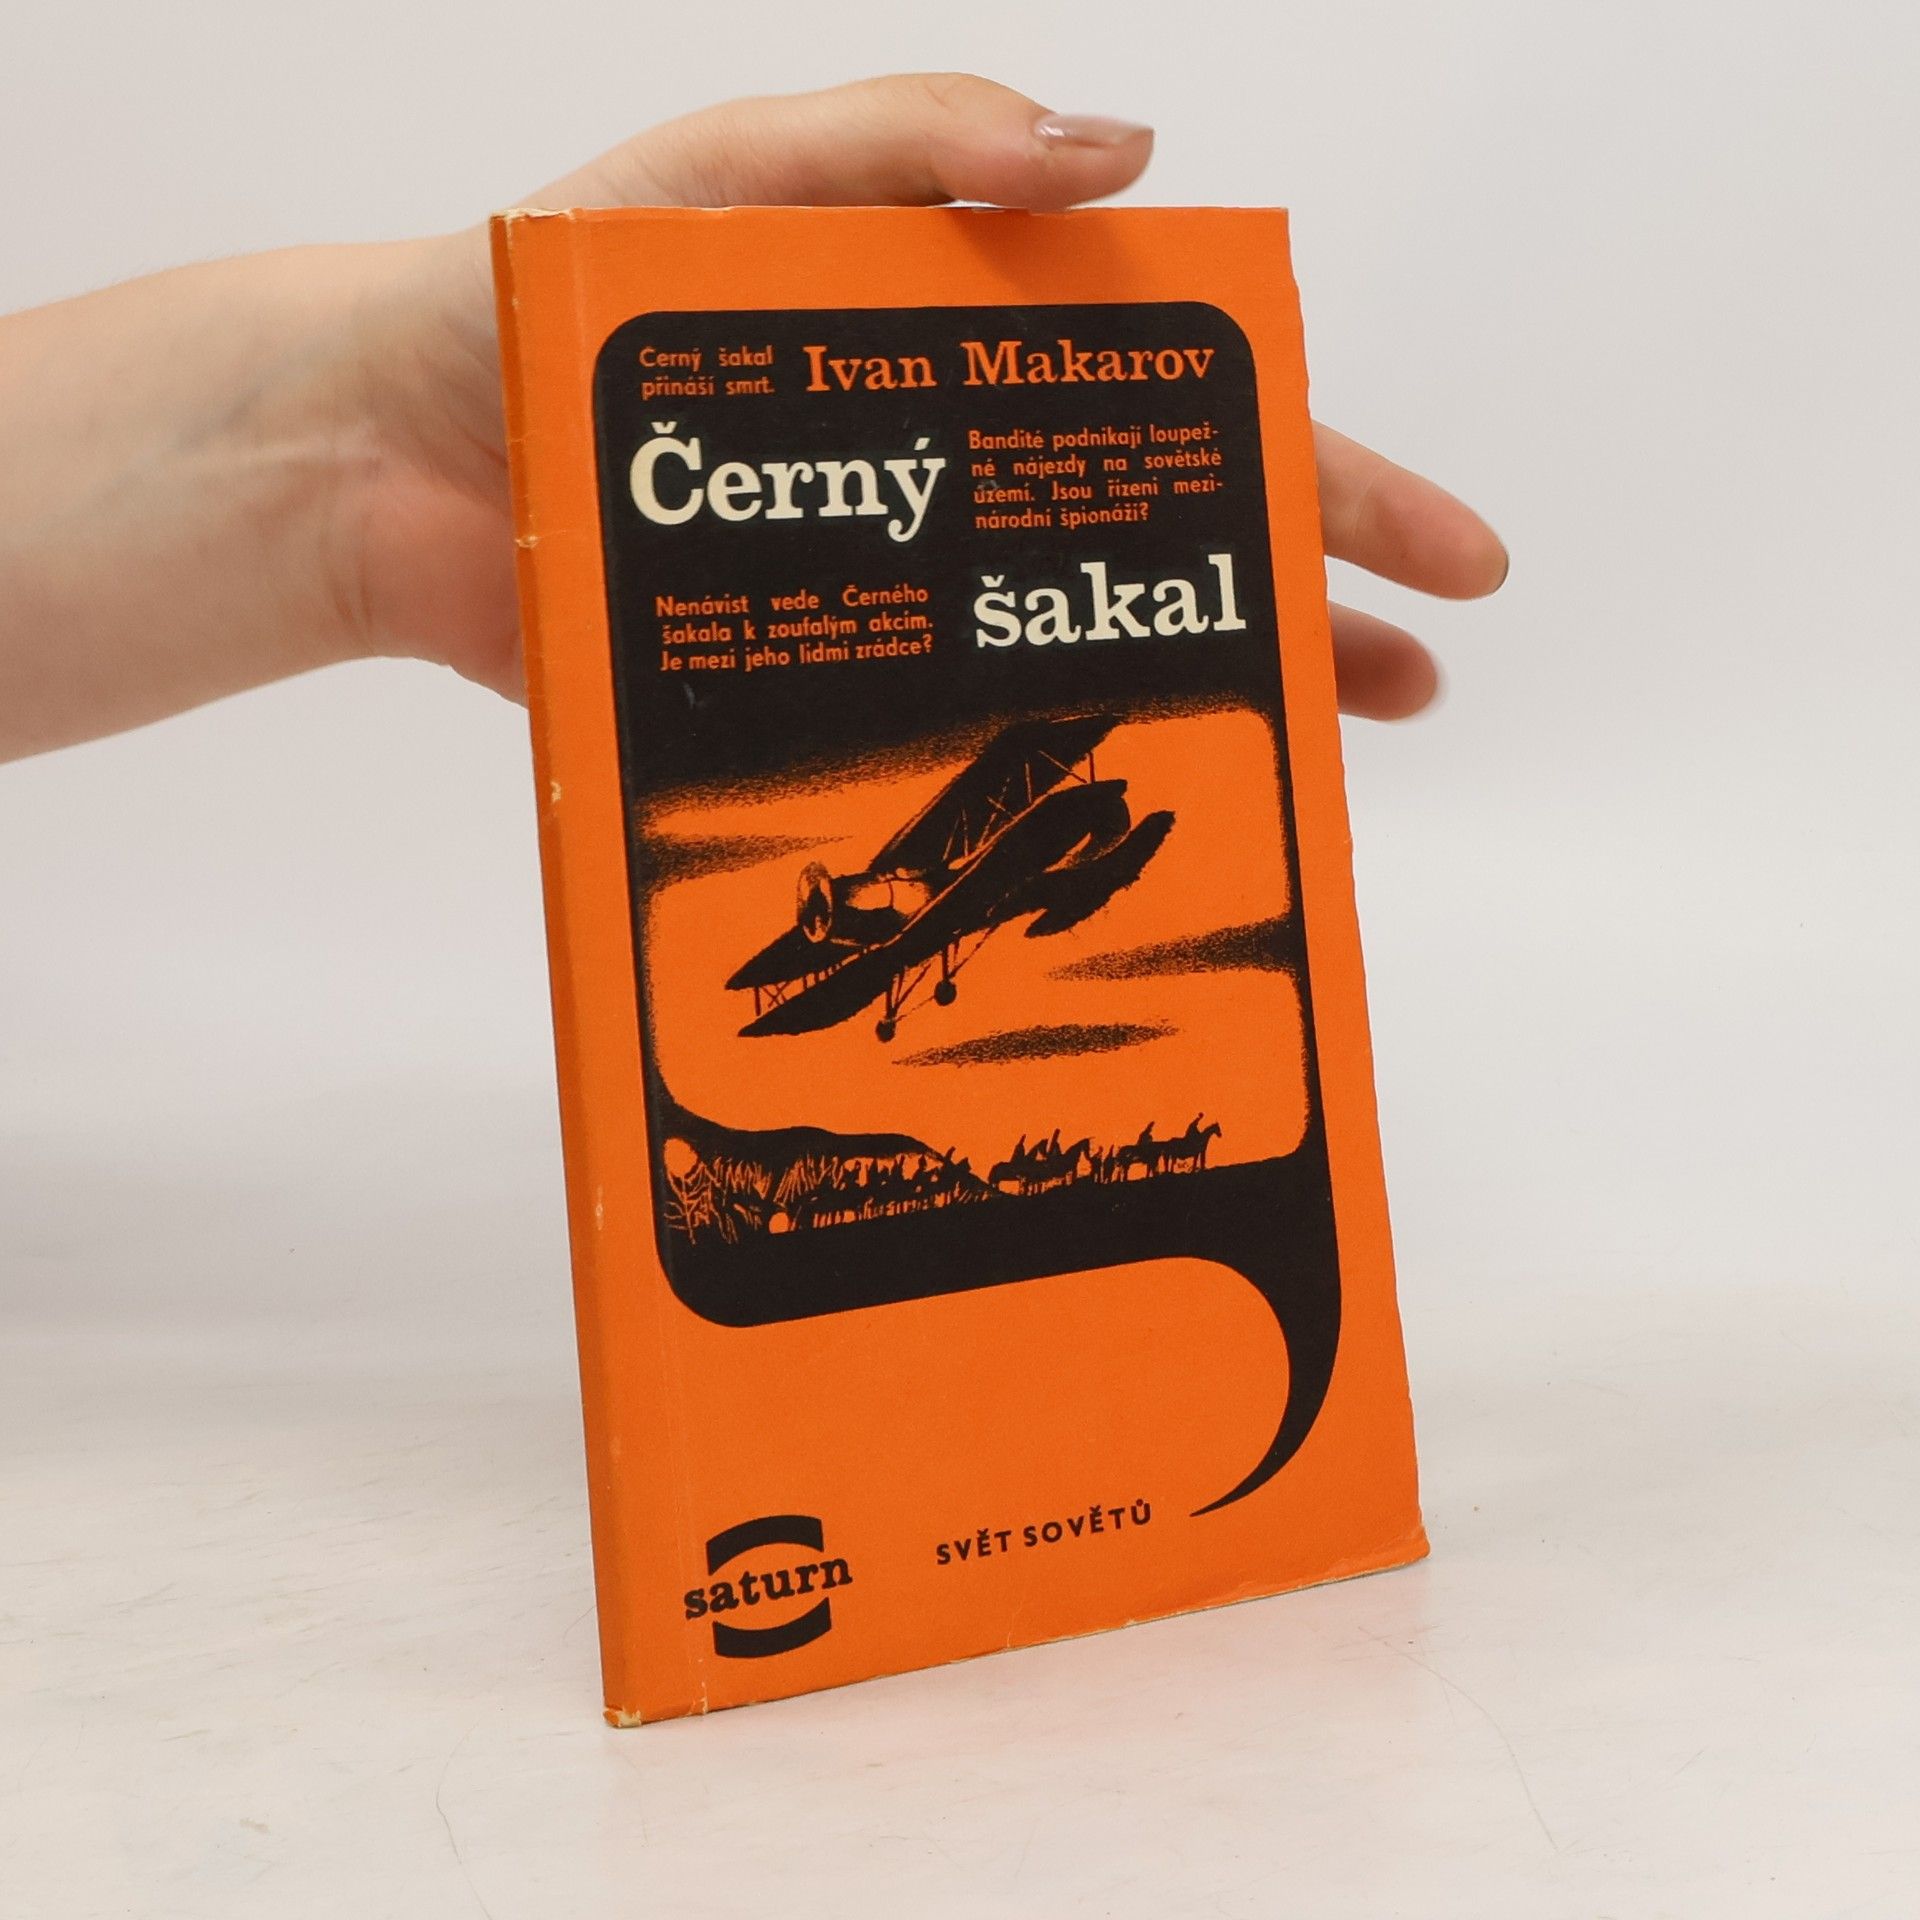 Černý šakal
přináší smrt.
Ivan Makarov
Černý
Bandité podnikají loupež-
né nájezdy na sovětské
území. Jsou řízeni mezi-
národní špionáží?
Nenávist vede Černého
šakala k zoufalým akcím.
Je mezi jeho lidmi zrádce?
šakal
saturn
SVĚT SOVĚTŮ